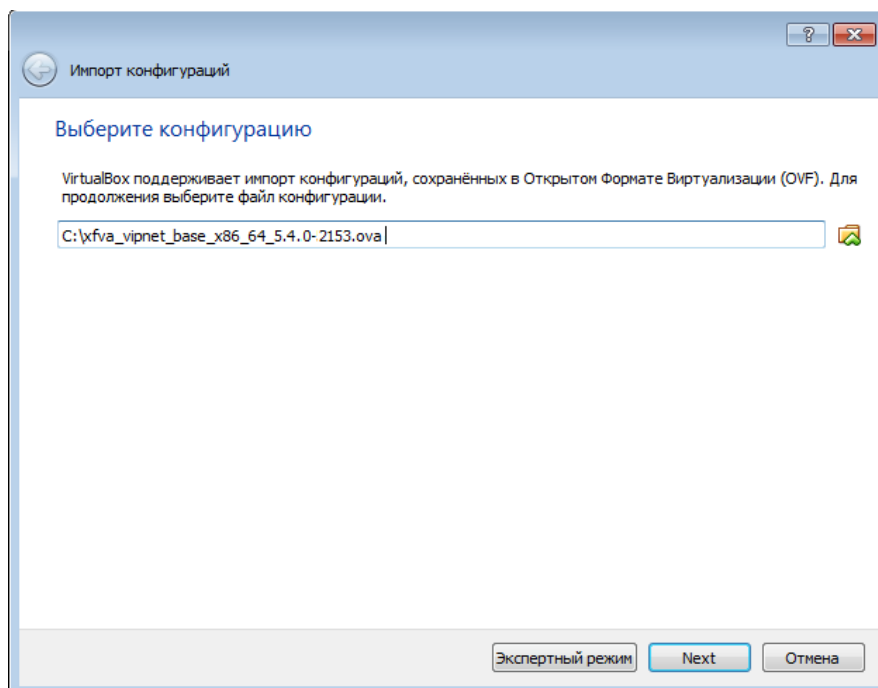 Импорт конфигураций
Выберите конфигурацию
VirtualBox поддерживает импорт конфигураций, сохранённых в Открытом Формате Виртуализации (OVF). Для
продолжения выберите файл конфигурации.
C:\xfva_vipnet_base_x86_64_5.4.0-2153.ova
Экспертный режим Next Отмена